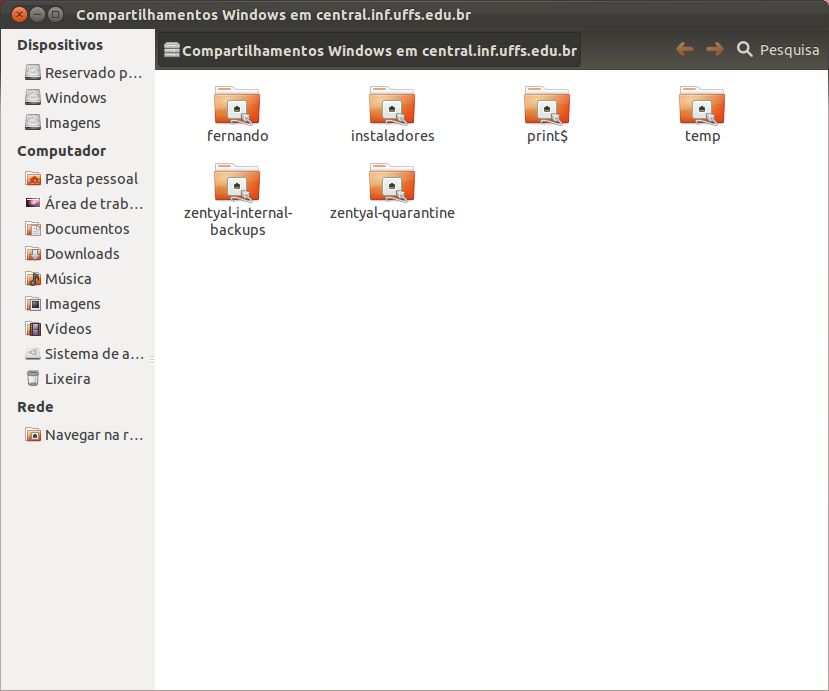 Compartilhamentos Windows em central.inf.uffs.edu.br
Compartilhamentos Windows em central.inf.uffs.edu.br
Pesquisa
Dispositivos
Reservado p...
Windows
Imagens
Computador
Pasta pessoal
Área de trab...
Documentos
Downloads
Música
Imagens
Vídeos
Sistema de a...
Lixeira
Rede
Navegar na r...
fernando
instaladores
print$
temp
zentyal-internal-
backups
zentyal-quarantine